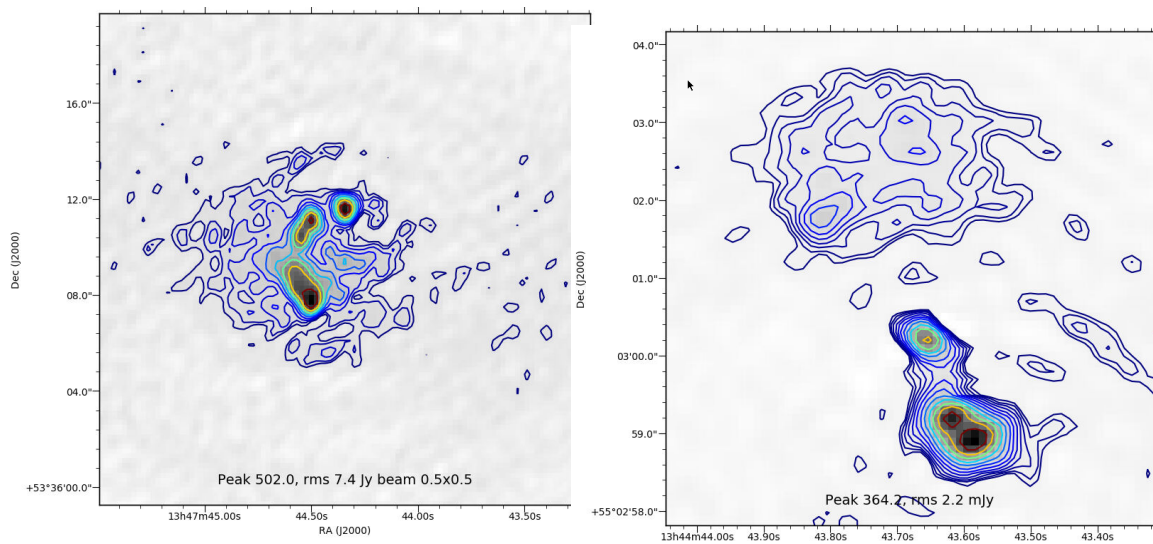 16.0"
12.0"
08.0"
04.0"
+53°36'00.0"
Dec (J2000)
Peak 502.0, rms 7.4 Jy beam 0.5x0.5
13h47m45.00s 44.50s 44.00s 43.50s
RA (J2000)
04.0"
03.0"
02.0"
01.0"
03'00.0"
59.0"
+55°02'58.0"
Dec (J2000)
Peak 364.2, rms 2.2 mJy
13h44m44.00s 43.90s 43.80s 43.70s 43.60s 43.50s 43.40s